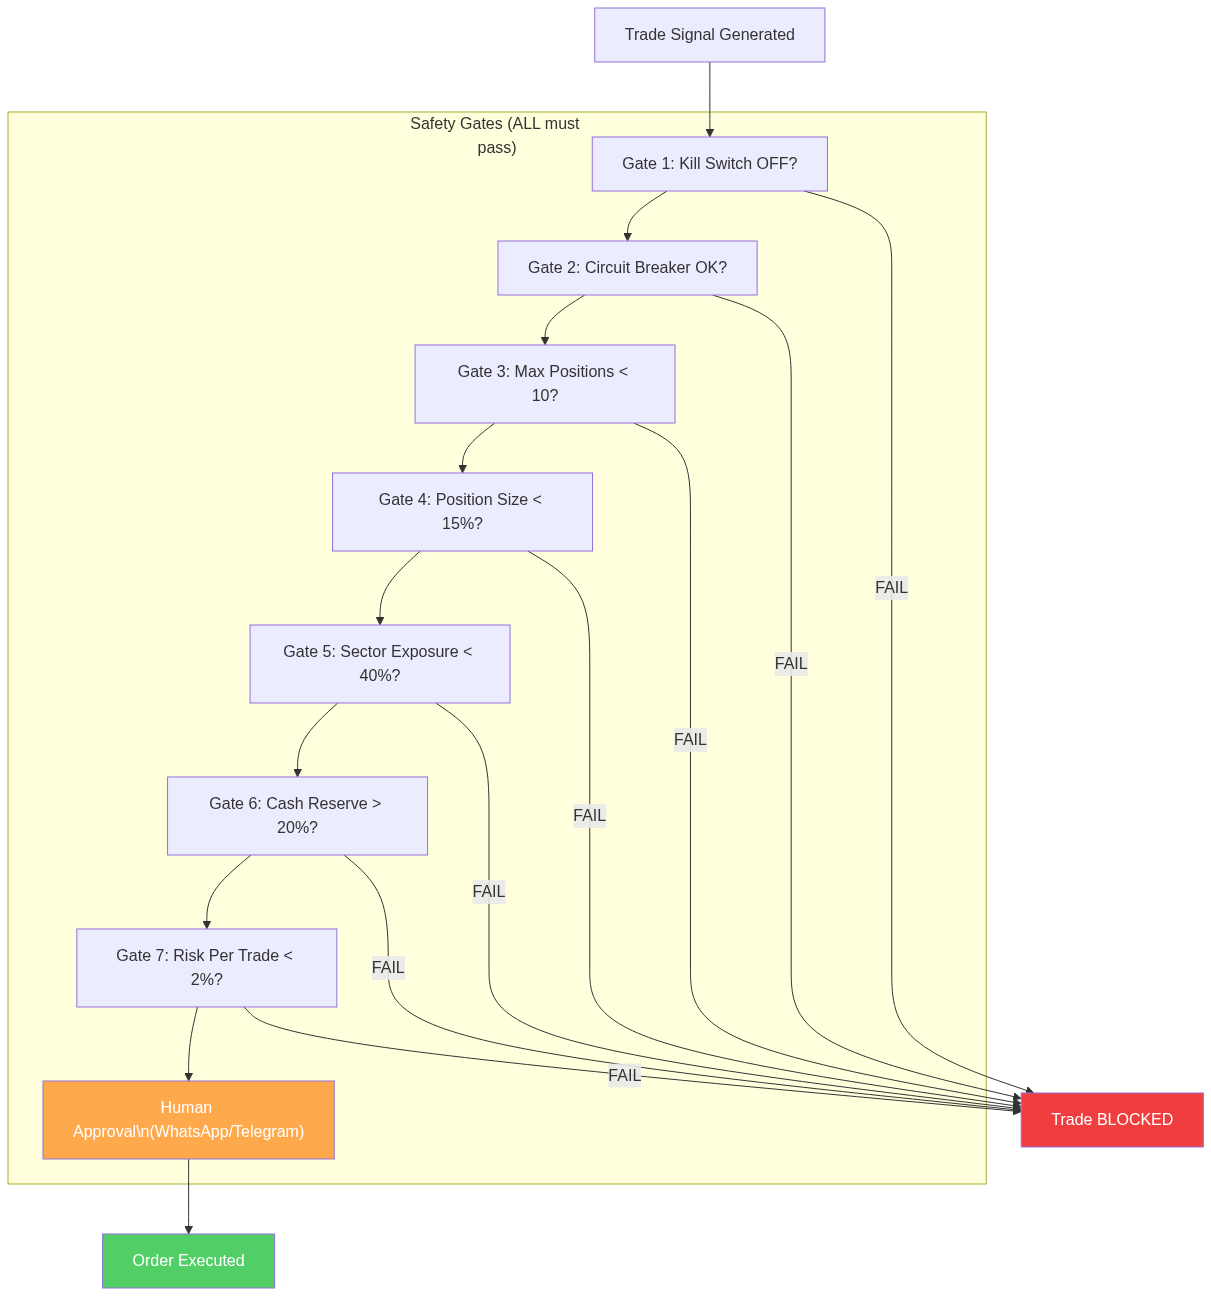 Trade Signal Generated
Safety Gates (ALL must
pass)
Gate 1: Kill Switch OFF?
Gate 2: Circuit Breaker OK?
Gate 3: Max Positions <
10?
Gate 4: Position Size <
15%?
FAIL
Gate 5: Sector Exposure <
40%?
FAIL
FAIL
Gate 6: Cash Reserve >
20%?
FAIL
FAIL
Gate 7: Risk Per Trade <
2%?
FAIL
FAIL
Human
Approval\n(WhatsApp/Telegram)
Trade BLOCKED
Order Executed